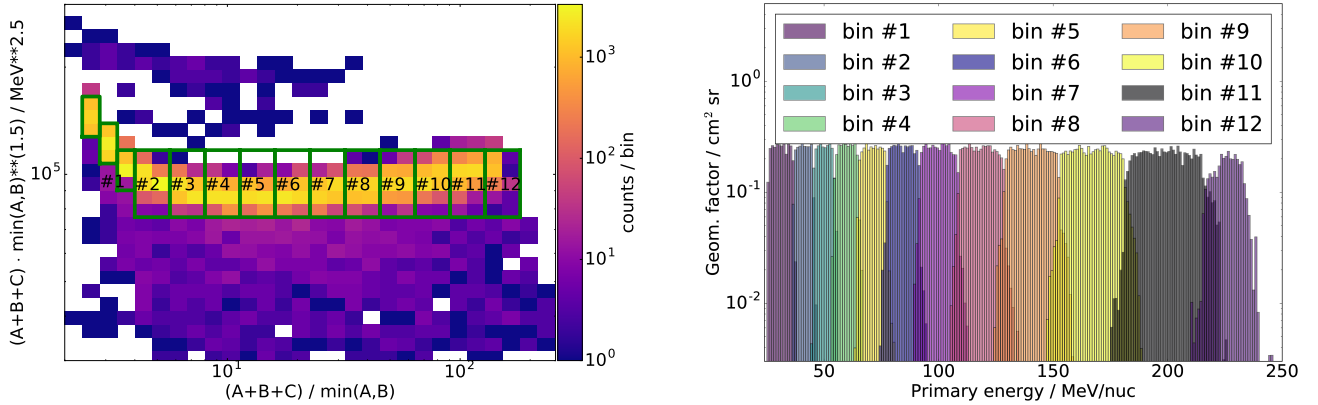 (A+B+C) · min(A,B))**(1.5) / MeV**2.5
10^5
#1
#2
#3
#4
#5
#6
#7
#8
#9
#10
#11
#12
10^1
10^2
(A+B+C) / min(A,B)
10^3
10^2
10^1
10^0
counts / bin
bin #1
bin #2
bin #3
bin #4
bin #5
bin #6
bin #7
bin #8
bin #9
bin #10
bin #11
bin #12
Geom. factor / cm^2 sr
10^0
10^-1
10^-2
50
100
150
200
250
Primary energy / MeV/nuc